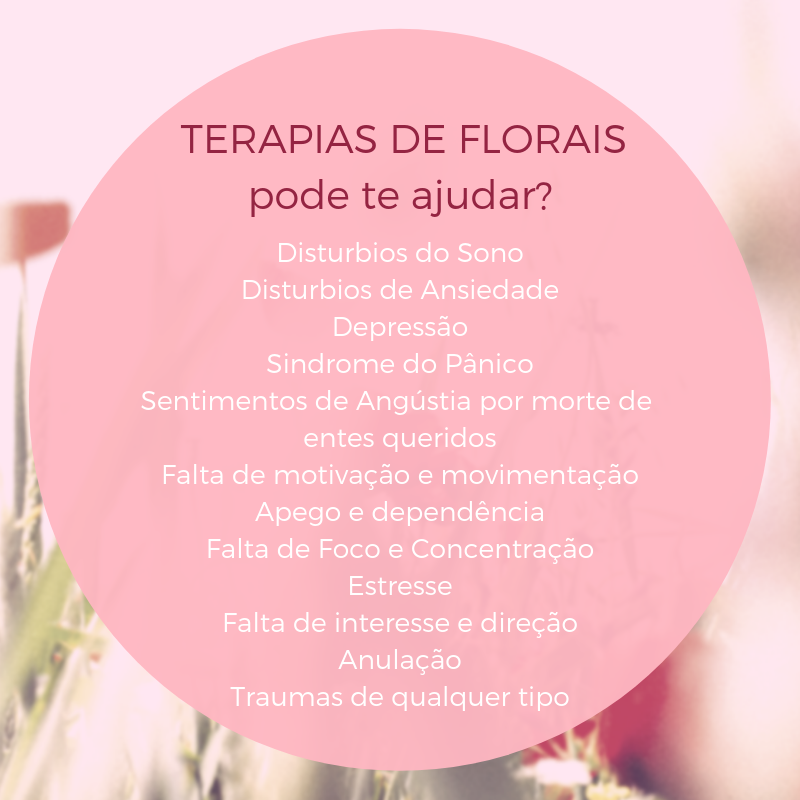 TERAPIAS DE FLORAIS
pode te ajudar?
Disturbios do Sono
Disturbios de Ansiedade
Depressão
Sindrome do Pânico
Sentimentos de Angústia por morte de
entes queridos
Falta de motivação e movimentação
Apego e dependência
Falta de Foco e Concentração
Estresse
Falta de interesse e direção
Anulação
Traumas de qualquer tipo